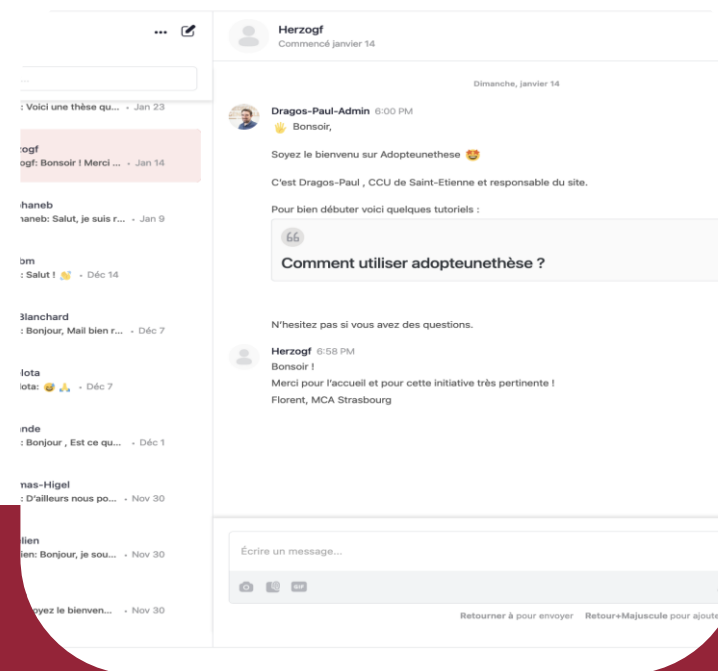 ...
: Voici une thèse qu... • Jan 23
ogf: Bonsoir ! Merci ... • Jan 14
haneb
naneb: Salut, je suis r... • Jan 9
om
: Salut ! 👋 • Déc 14
Blanchard
: Bonjour, Mail bien r... • Déc 7
lota
lota: 😅 🙏 • Déc 7
nde
: Bonjour , Est ce qu... • Déc 1
mas-Higel
: D'ailleurs nous po... • Nov 30
lien
ien: Bonjour, je sou... • Nov 30
oyez le bienven... • Nov 30
Herzogf
Commencé janvier 14
Dimanche, janvier 14
Dragos-Paul-Admin 6:00 PM
👋 Bonsoir,
Soyez le bienvenu sur Adopteunethese 🤩
C'est Dragos-Paul , CCU de Saint-Etienne et responsable du site.
Pour bien débuter voici quelques tutoriels :
Comment utiliser adopteunethèse ?
N'hesitez pas si vous avez des questions.
Herzogf 6:58 PM
Bonsoir !
Merci pour l'accueil et pour cette initiative très pertinente !
Florent, MCA Strasbourg
Écrire un message...
GIF
Retourner à pour envoyer Retour+Majuscule pour ajoute